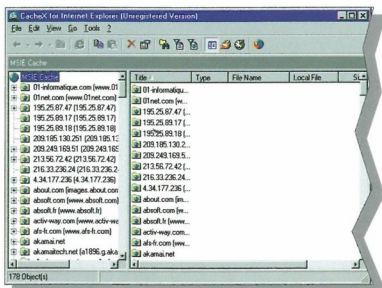 CacheX for Internet Explorer (Unregistered Version)
File Edit View Go Tools ?
MSIE Cache
MSIE Cache
01-informatique.com (www.01
01net.com (www.01net.com)
195.25.87.47 (195.25.87.47)
195.25.89.17 (195.25.89.17)
195.25.89.18 (195.25.89.18)
209.185.130.251 (209.185.130
209.249.169.51 (209.249.169
213.56.72.42 (213.56.72.42)
216.33.236.24 (216.33.236.2
4.34.177.236 (4.34.177.236)
about.com (images.about.com
absoft.com (www.absoft.com)
absoft.fr (www.absoft.fr)
activ-way.com (www.activ-wa
afs-fr.com (www.afs-fr.com)
akamai.net
akamaitech.net (a1896.g.aka
Title Type File Name Local File
01-informatiqu...
01net.com (w...
195.25.87.47 (...
195.25.89.17 (...
195.25.89.18 (...
209.185.130.2...
209.249.169.5...
213.56.72.42 (...
216.33.236.24...
4.34.177.236 (...
about.com (im...
absoft.com (w...
absoft.fr (www...
activ-way.com...
afs-fr.com (ww...
akamai.net
178 Object(s)